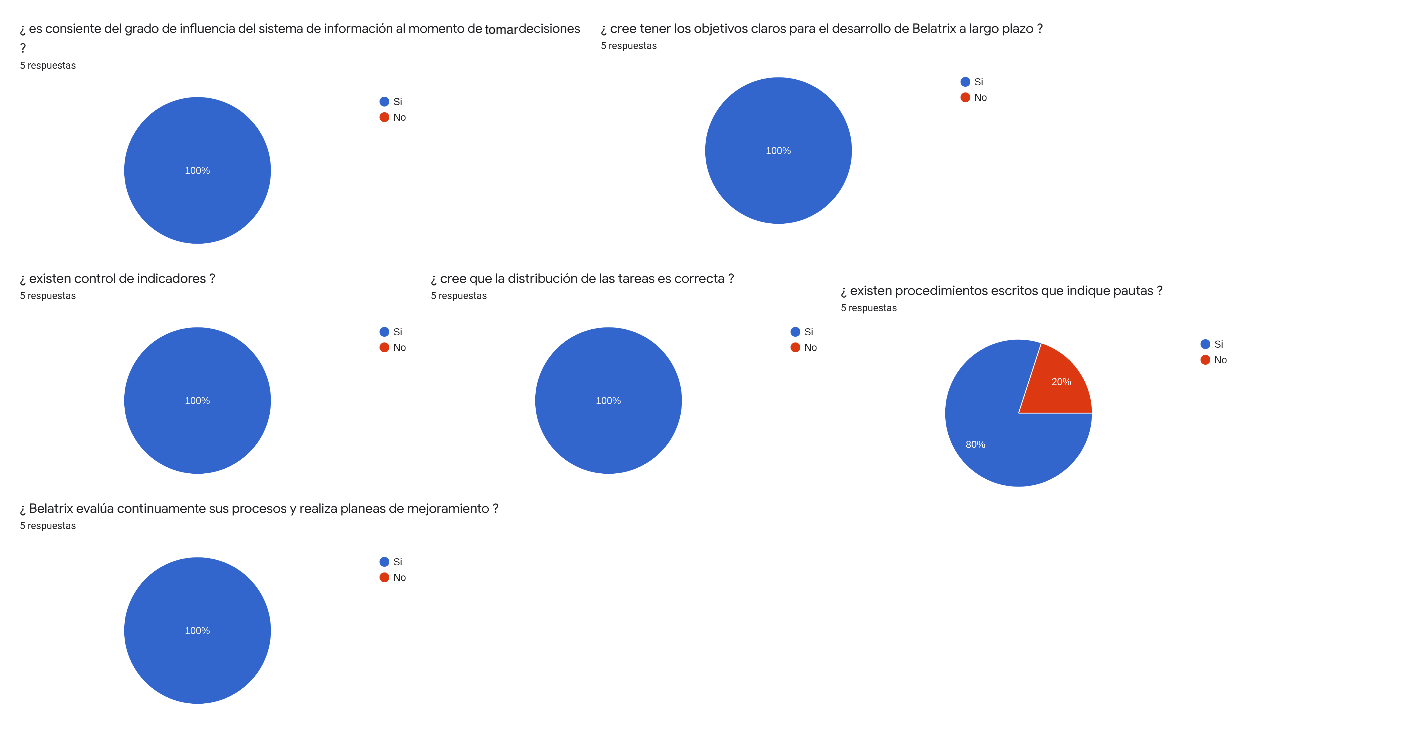 ¿ es consiente del grado de influencia del sistema de información al momento de tomar decisiones
?
5 respuestas
Si
No
100%
¿ cree tener los objetivos claros para el desarrollo de Belatrix a largo plazo ?
5 respuestas
Si
No
100%
¿ existen control de indicadores ?
5 respuestas
Si
No
100%
¿ cree que la distribución de las tareas es correcta ?
5 respuestas
Si
No
100%
¿ existen procedimientos escritos que indique pautas ?
5 respuestas
Si
No
20%
80%
¿ Belatrix evalúa continuamente sus procesos y realiza planeas de mejoramiento ?
5 respuestas
Si
No
100%